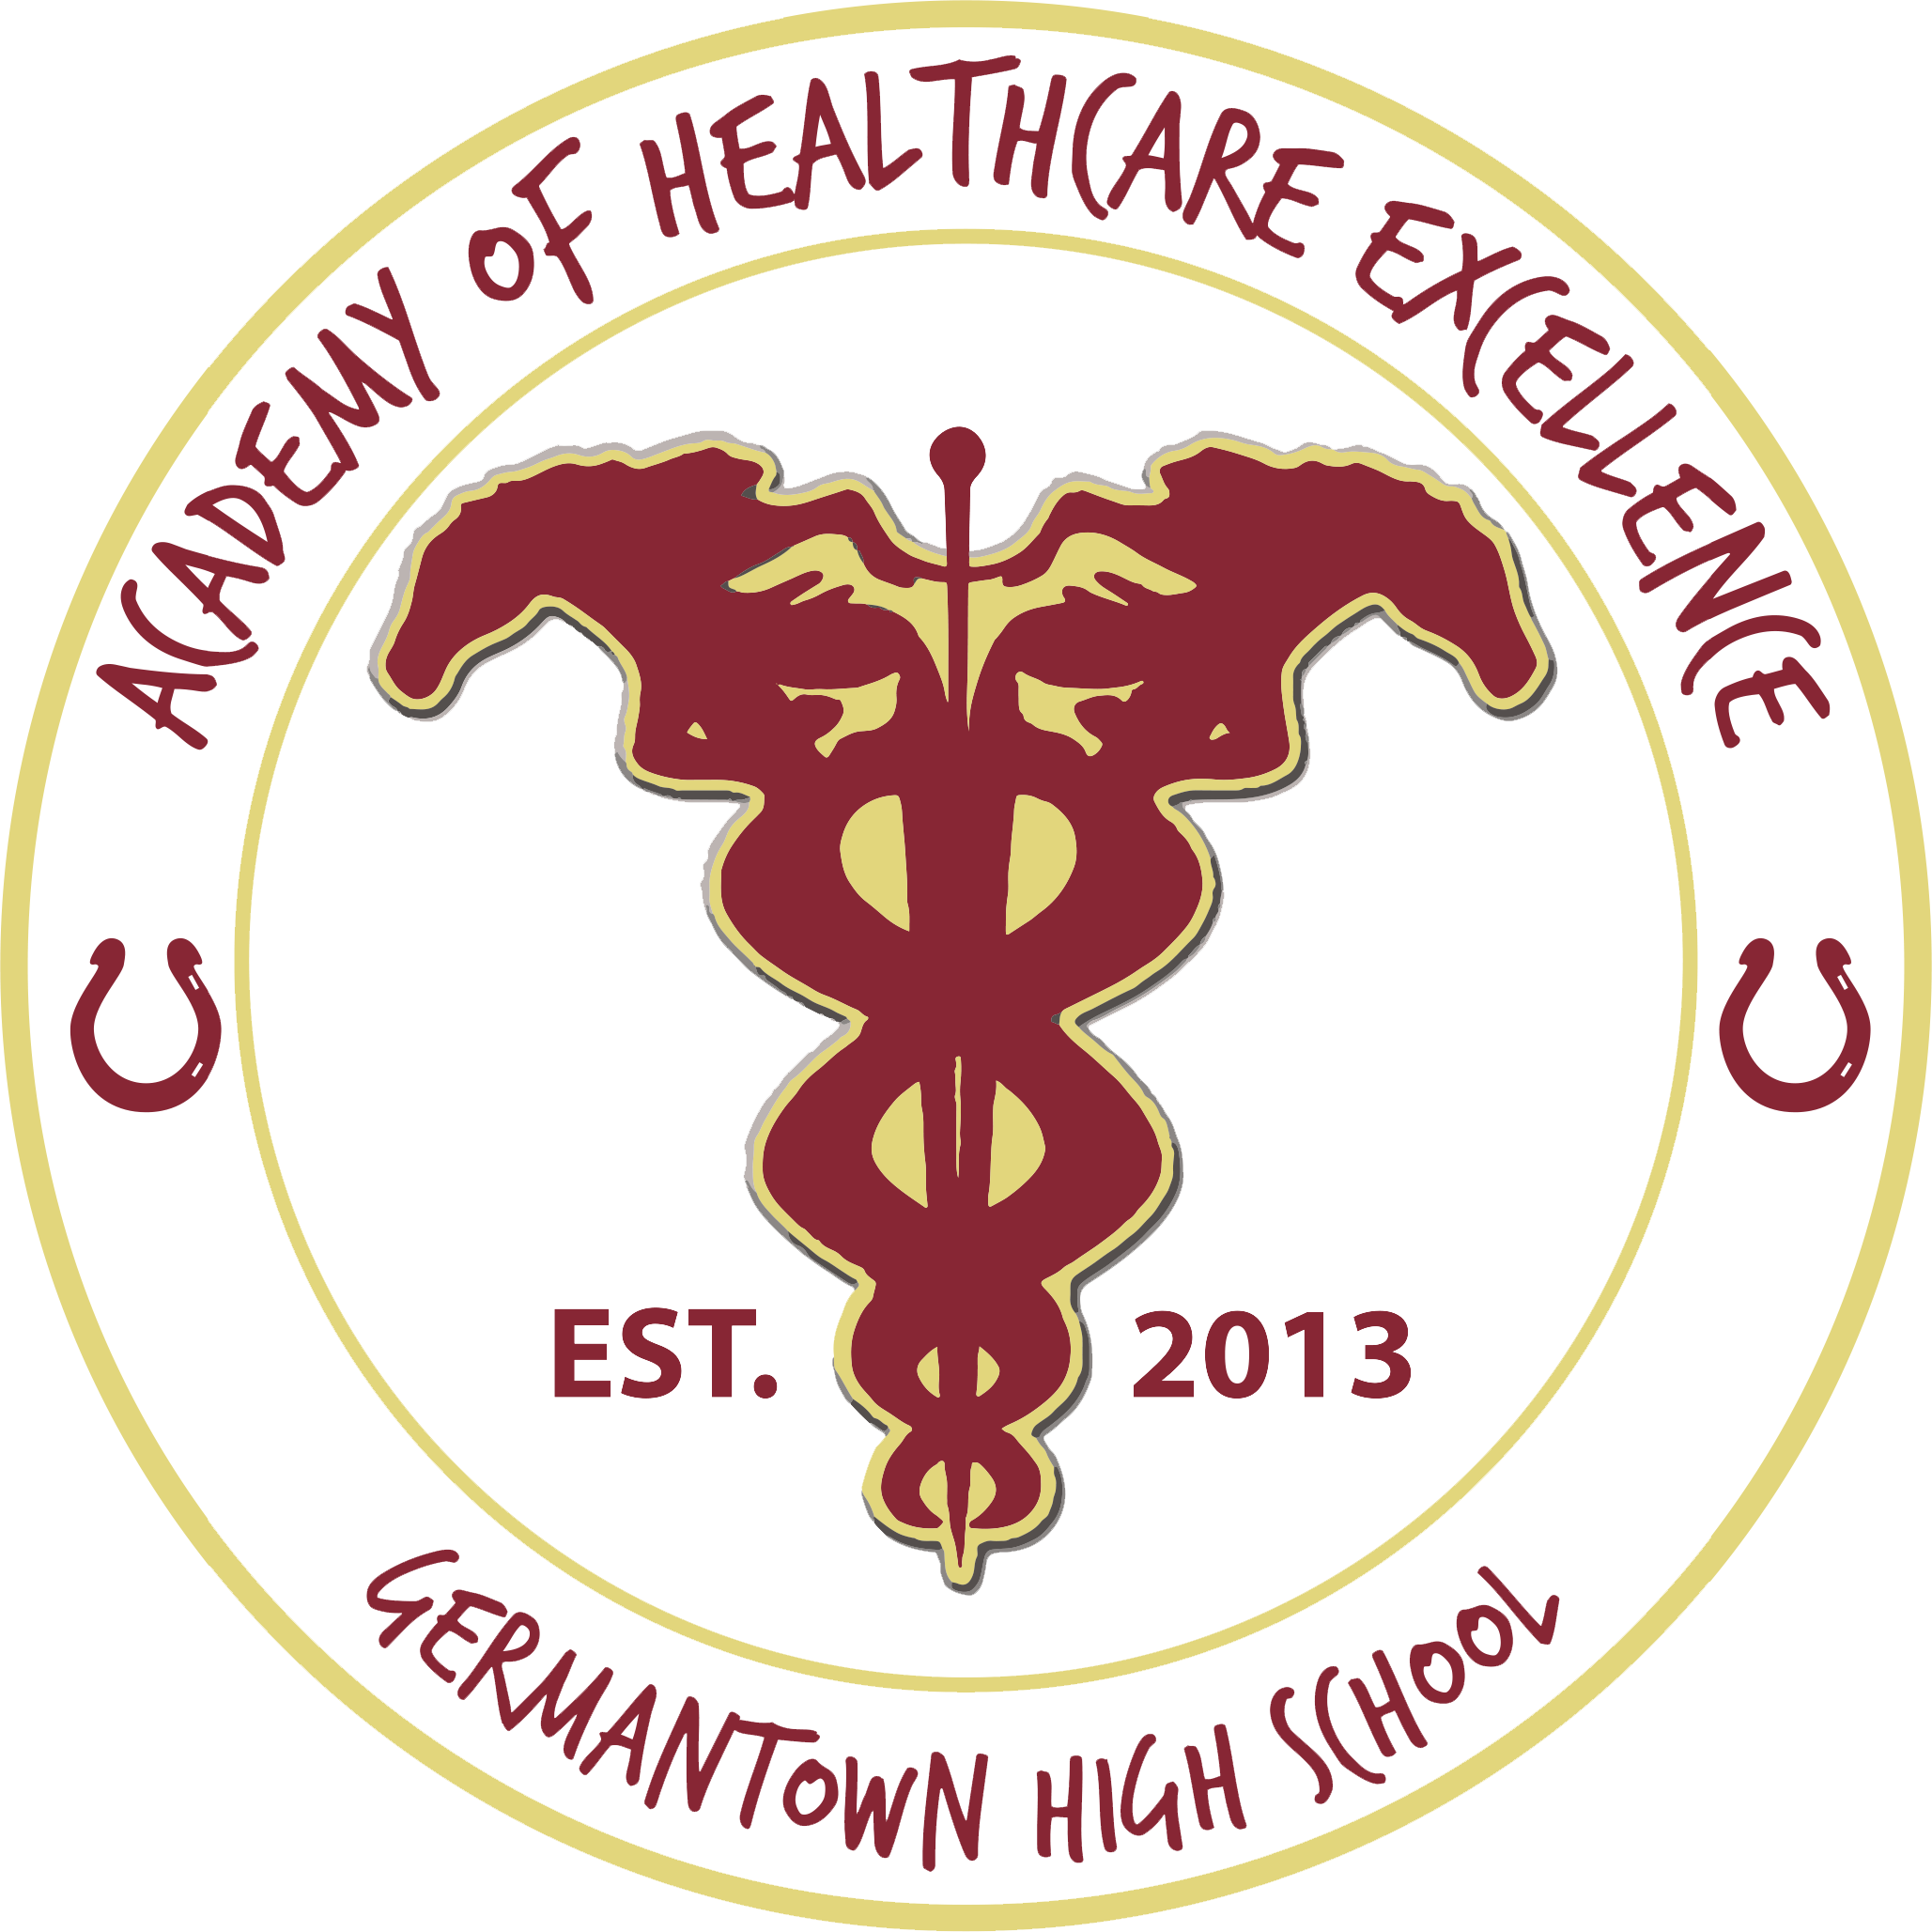 ACADEMY OF HEALTHCARE EXCELLENCE
EST. 2013
GERMANTOWN HIGH SCHOOL